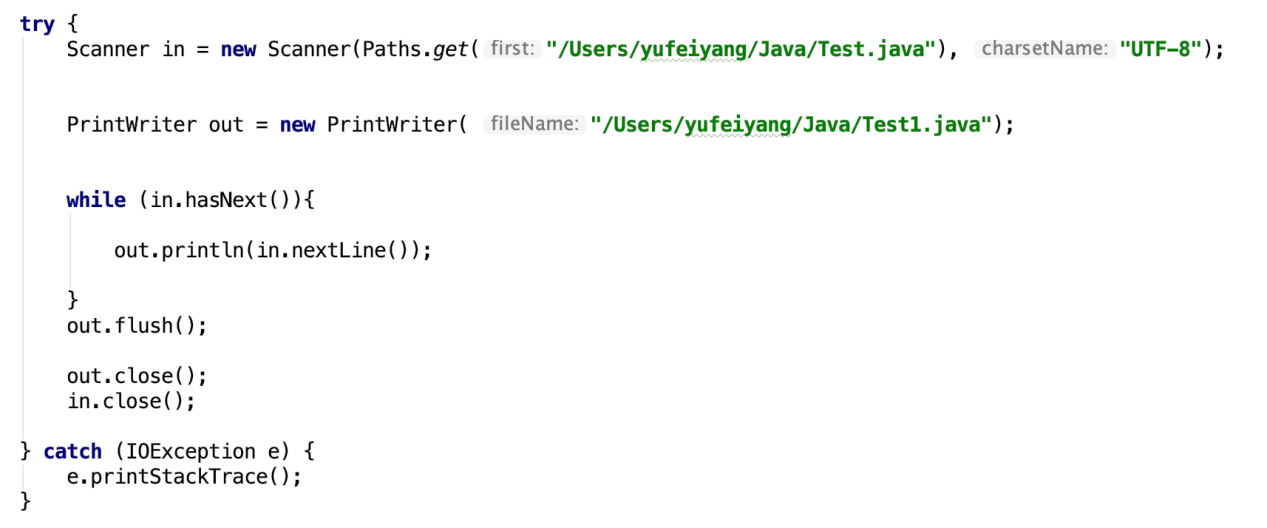 try {
Scanner in = new Scanner(Paths.get( first: "/Users/yufeiyang/Java/Test.java"), charsetName: "UTF-8");
PrintWriter out = new PrintWriter( fileName: "/Users/yufeiyang/Java/Test1.java");
while (in.hasNext()){
out.println(in.nextLine());
}
out.flush();
out.close();
in.close();
} catch (IOException e) {
e.printStackTrace();
}